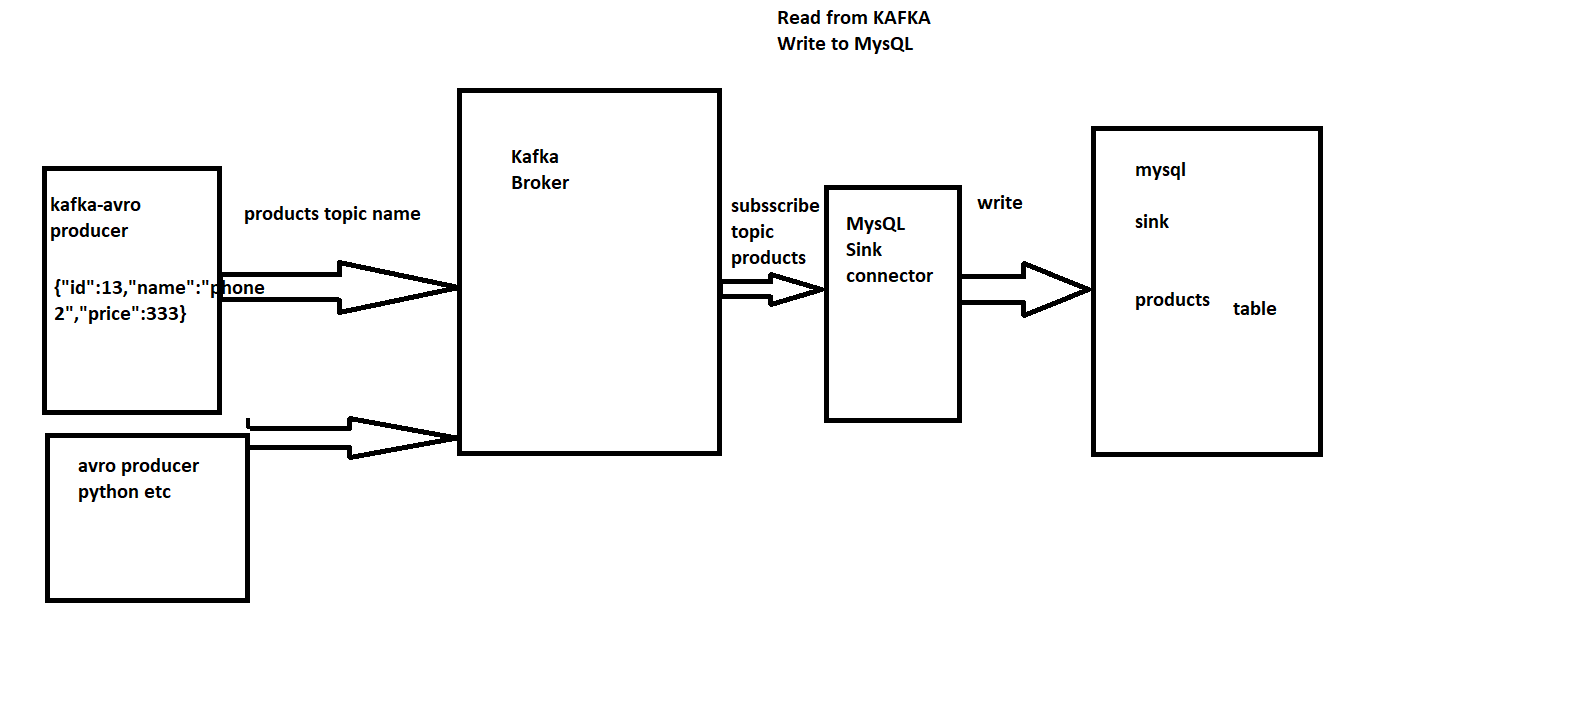 Read from KAFKA
Write to MysQL
kafka-avro
producer
{"id":13,"name":"phone
2","price":333}
products topic name
avro producer
python etc
Kafka
Broker
subsscribe
topic
products
MysQL
Sink
connector
write
mysql
sink
products
table